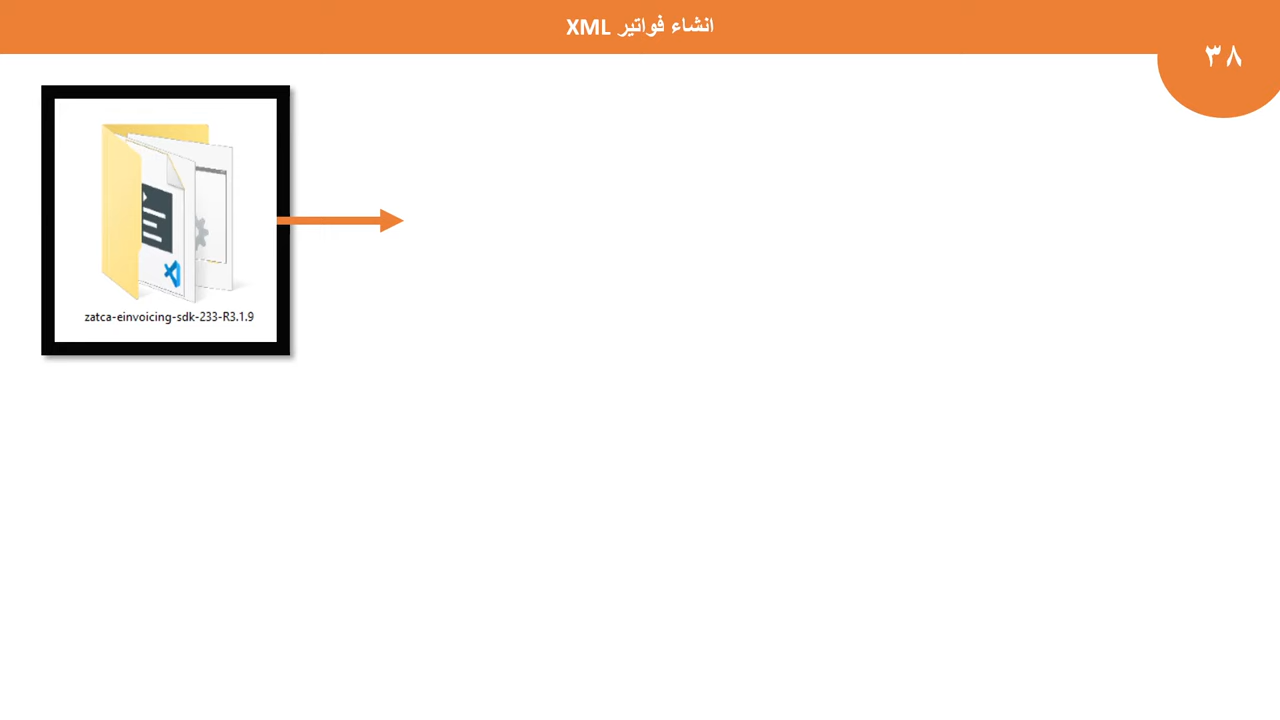 انشاء فواتير XML
٣٨
zatca-einvoicing-sdk-233-R3.1.9